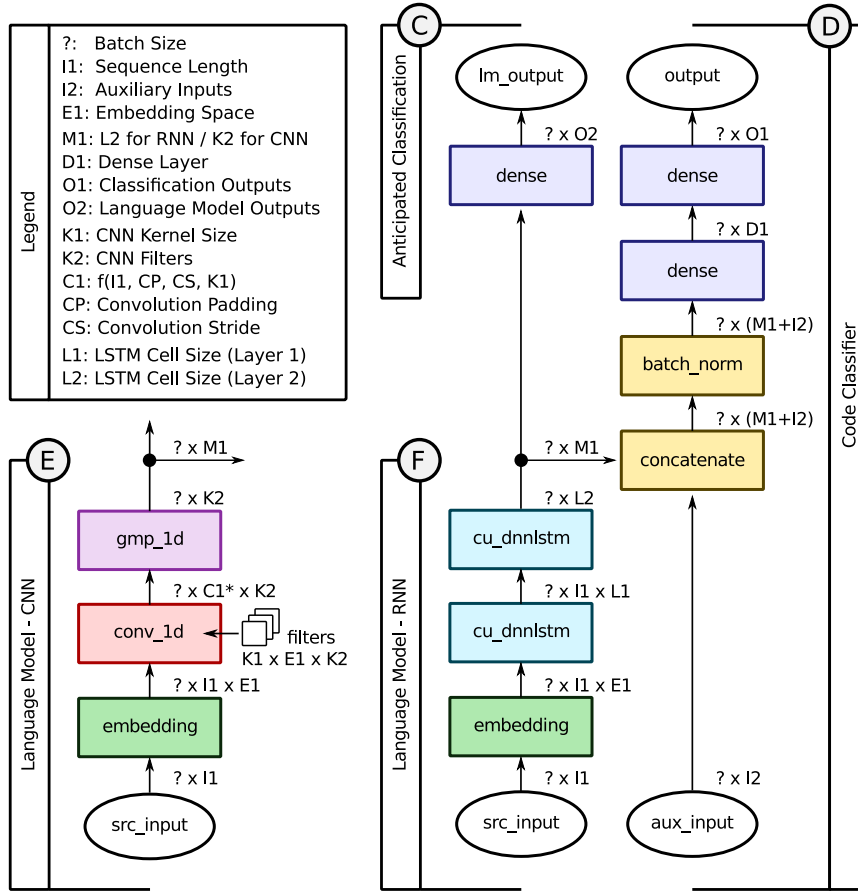 Legend
?: Batch Size
I1: Sequence Length
I2: Auxiliary Inputs
E1: Embedding Space
M1: L2 for RNN / K2 for CNN
D1: Dense Layer
O1: Classification Outputs
O2: Language Model Outputs
K1: CNN Kernel Size
K2: CNN Filters
C1: f(I1, CP, CS, K1)
CP: Convolution Padding
CS: Convolution Stride
L1: LSTM Cell Size (Layer 1)
L2: LSTM Cell Size (Layer 2)
C
Anticipated Classification
lm_output
? x O2
dense
D
Code Classifier
output
? x O1
dense
? x D1
dense
? x (M1+I2)
batch_norm
? x (M1+I2)
concatenate
? x I2
aux_input
E
Language Model - CNN
? x M1
? x K2
gmp_1d
? x C1* x K2
conv_1d
filters
K1 x E1 x K2
? x I1 x E1
embedding
? x I1
src_input
F
Language Model - RNN
? x M1
? x L2
cu_dnnlstm
? x I1 x L1
cu_dnnlstm
? x I1 x E1
embedding
? x I1
src_input